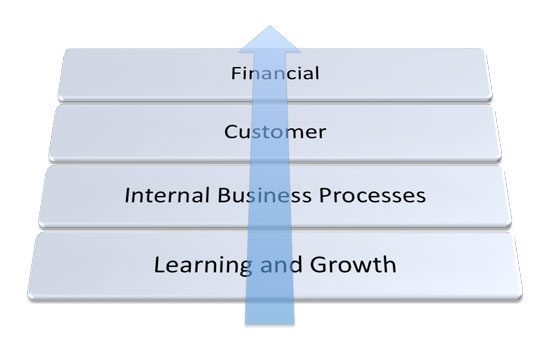 Financial
Customer
Internal Business Processes
Learning and Growth